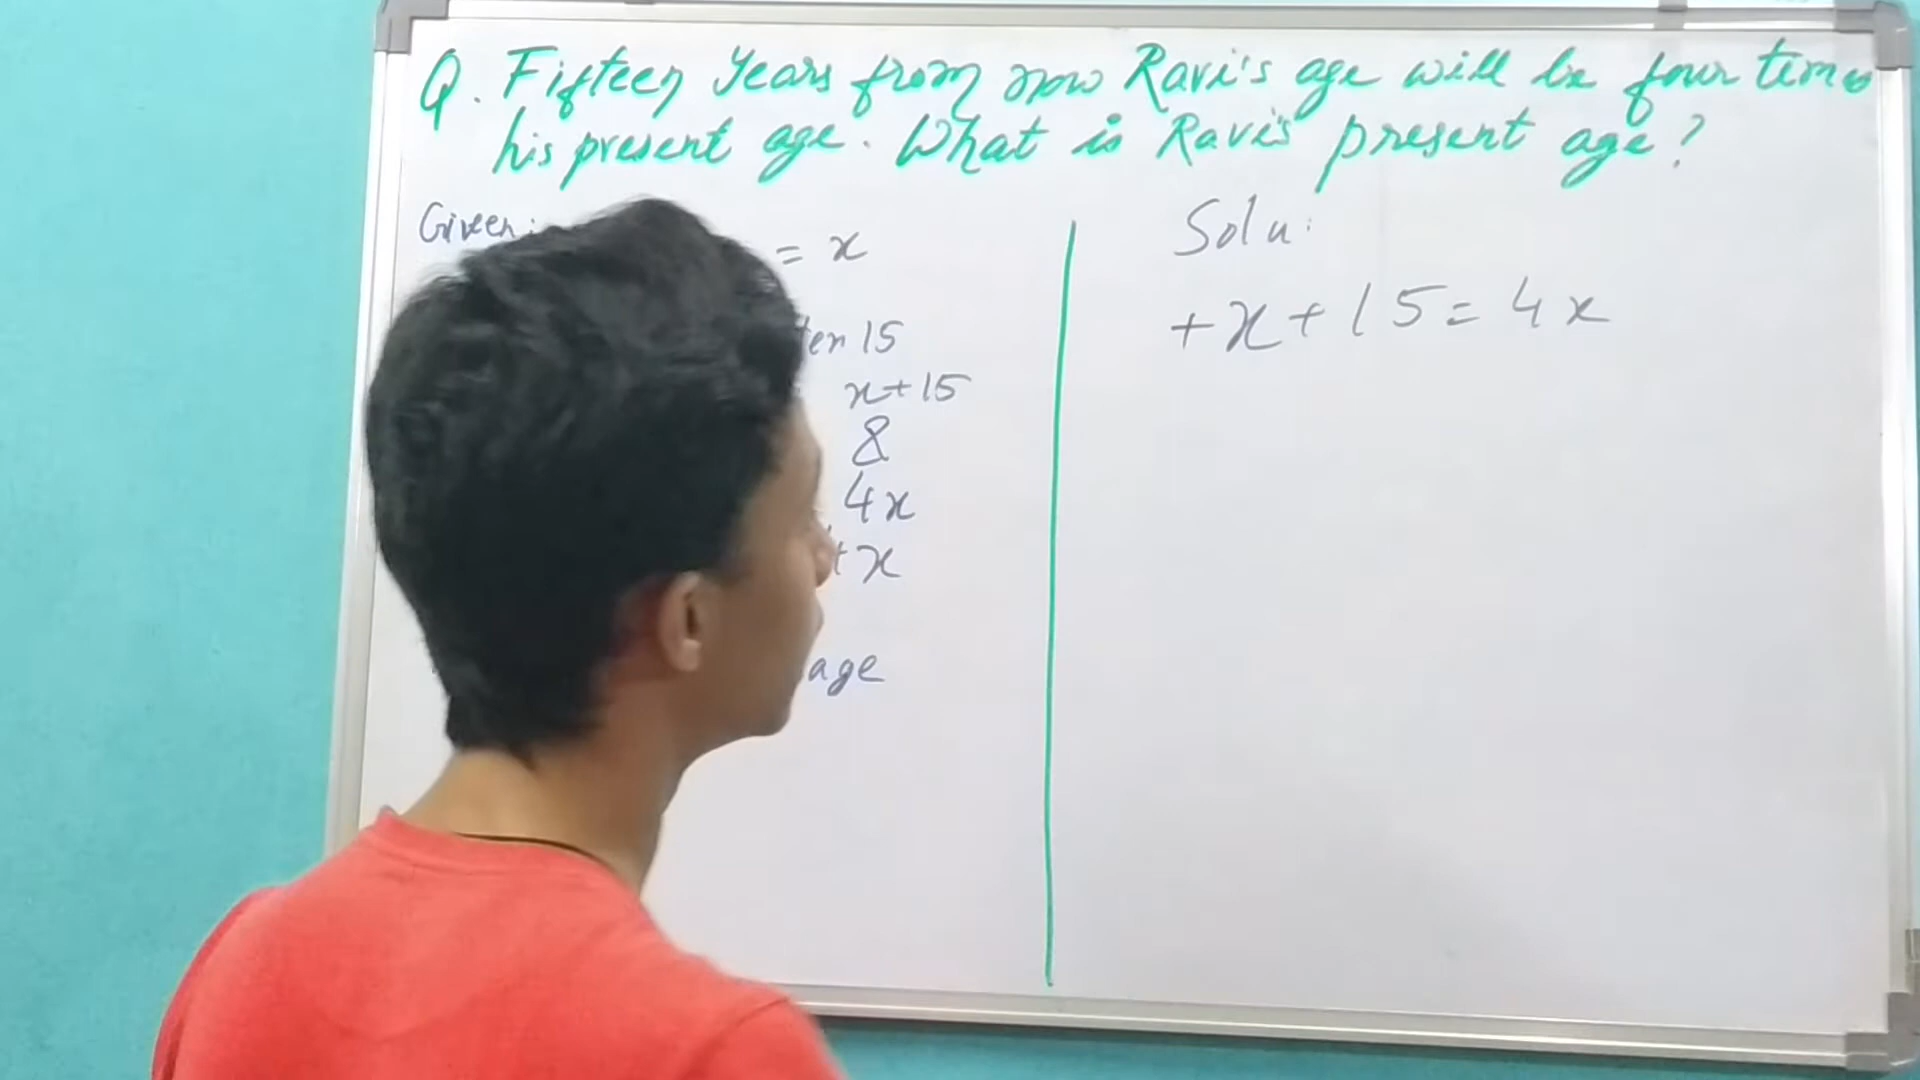 Q. Fifteen Years from now Ravi's age will be four times
his present age. What is Ravi's present age?
Given:
= x
15
x+15
8
4x
+x
age
Solu:
+x+15=4x